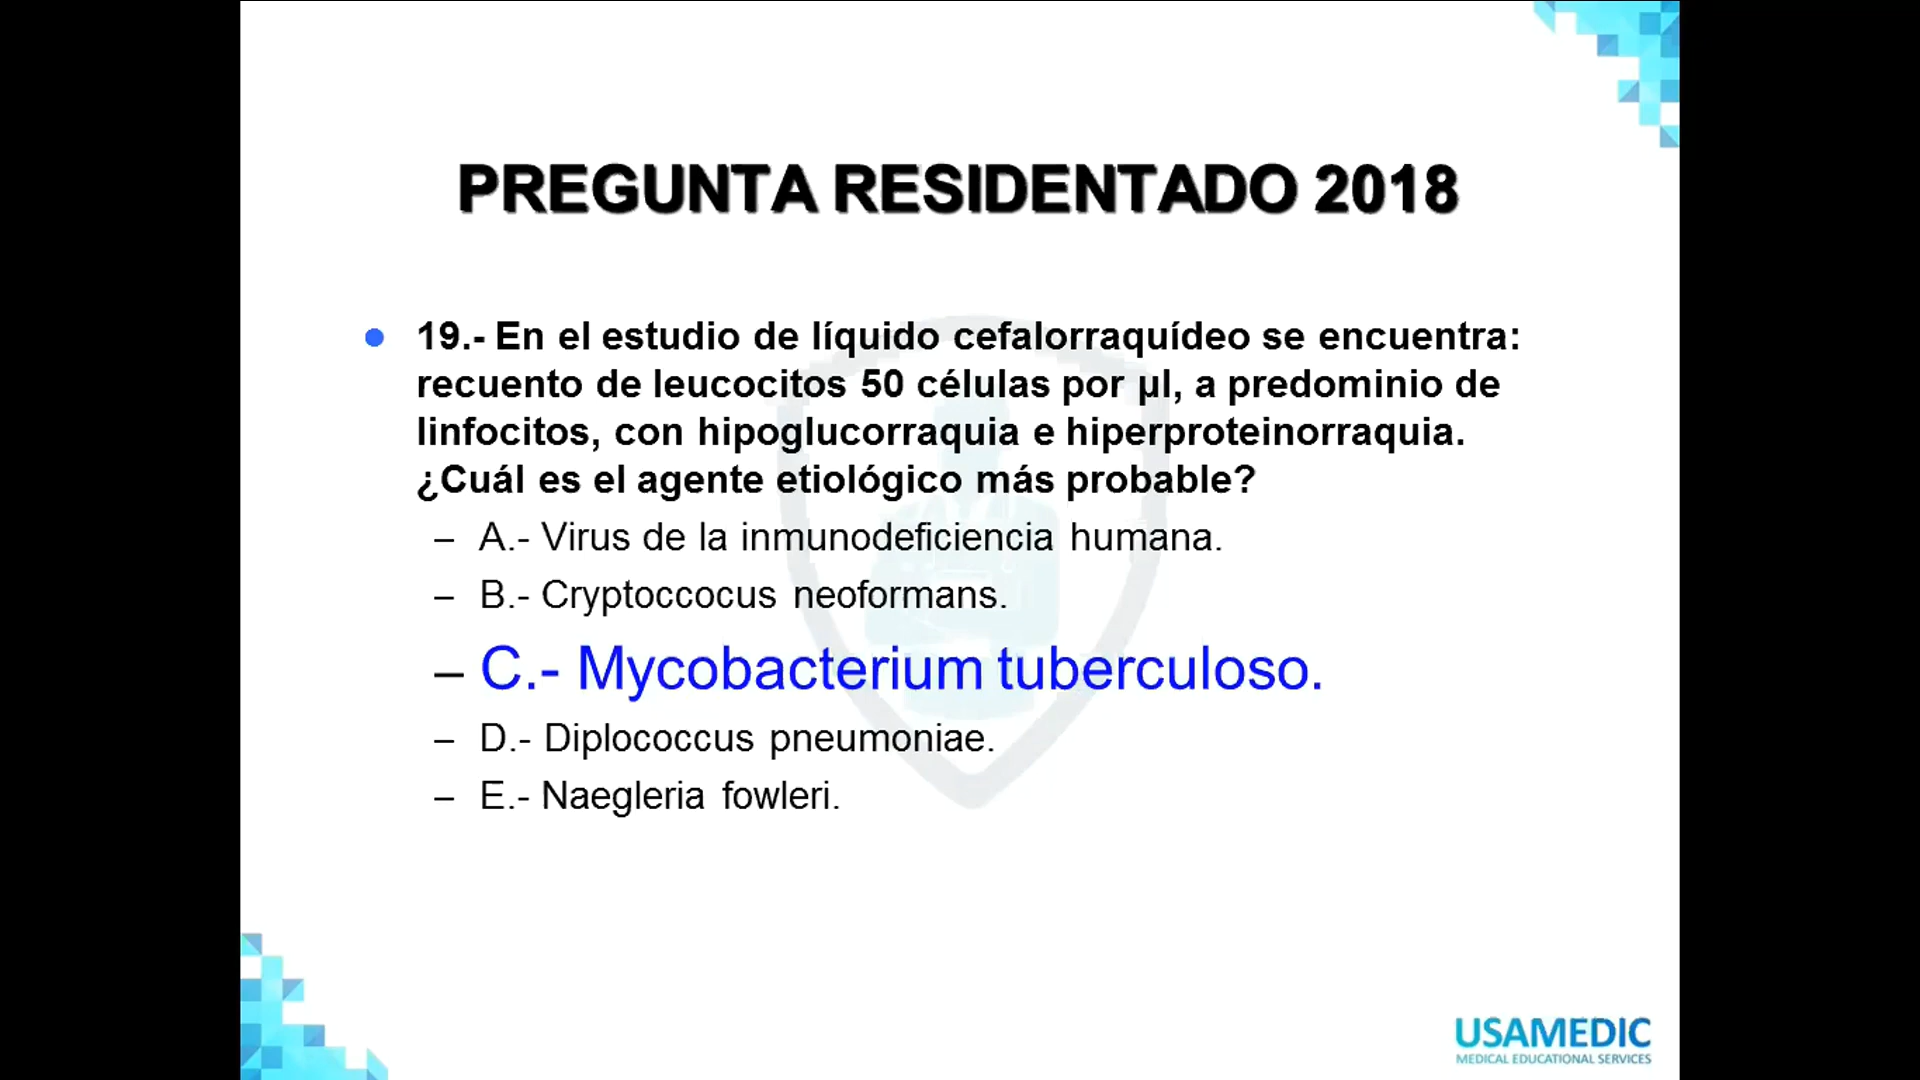 PREGUNTA RESIDENTADO 2018
● 19.- En el estudio de líquido cefalorraquídeo se encuentra:
recuento de leucocitos 50 células por µl, a predominio de
linfocitos, con hipoglucorraquia e hiperproteinorraquia.
¿Cuál es el agente etiológico más probable?
– A.- Virus de la inmunodeficiencia humana.
– B.- Cryptoccocus neoformans.
– C.- Mycobacterium tuberculoso.
– D.- Diplococcus pneumoniae.
– E.- Naegleria fowleri.
USAMEDIC
MEDICAL EDUCATIONAL SERVICES